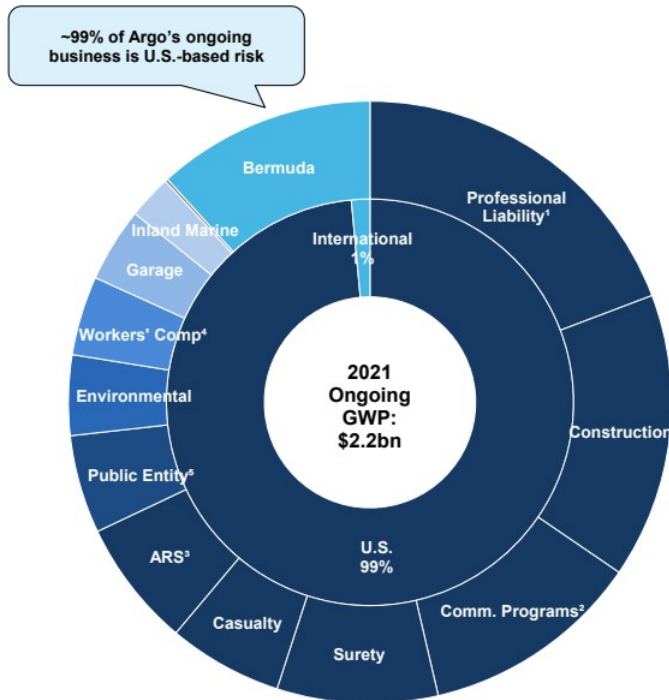 ~99% of Argo's ongoing
business is U.S.-based risk
Bermuda
Professional
Liability¹
Inland Marine
International
1%
Garage
Workers' Comp⁴
2021
Ongoing
GWP:
$2.2bn
Environmental
Construction
Public Entity⁵
ARS³
U.S.
99%
Casualty
Comm. Programs²
Surety